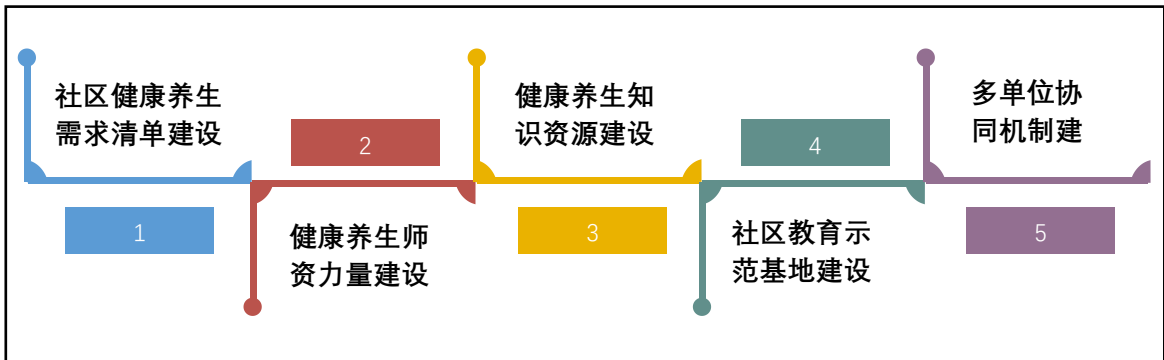 社区健康养生
需求清单建设
1
2
健康养生师
资力量建设
健康养生知
识资源建设
3
4
社区教育示
范基地建设
多单位协
同机制建
5